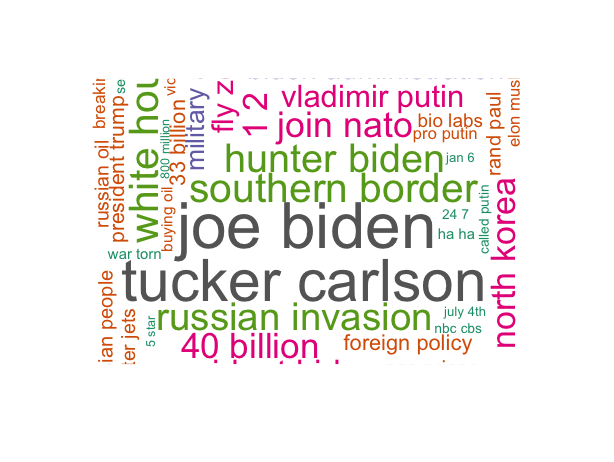 vladimir putin
join nato
bio labs
pro putin
hunter biden
jan 6
southern border
joe biden
24 7
ha ha
war torn
tucker carlson
russian invasion
july 4th
nbc cbs
40 billion
foreign policy
russian oil
president trump
white hou
800 million
buying oil
33 billion
military
fly z
1 2
rand paul
elon mus
called putin
north korea
ian people
ter jets
5 star
breakin
se
vic